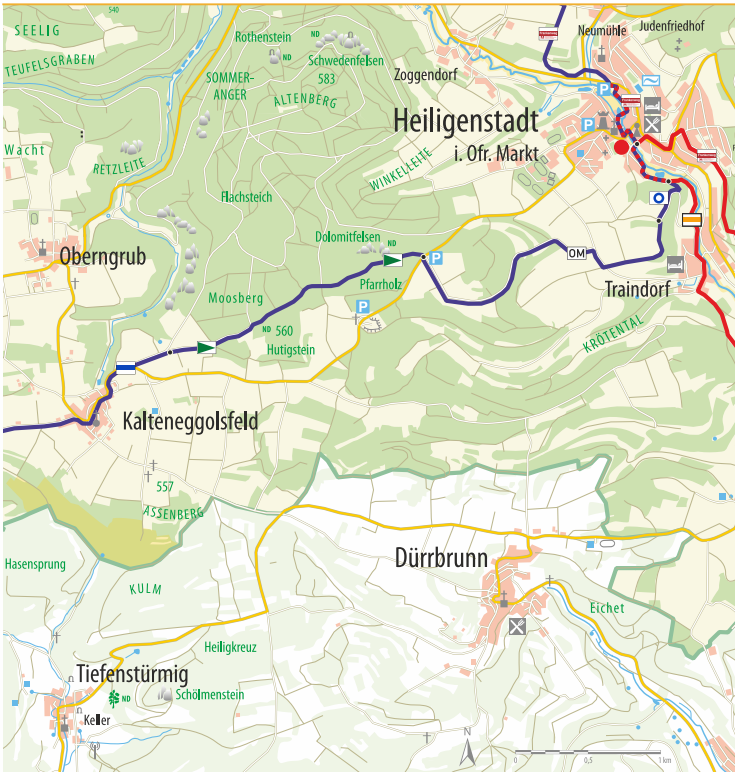 540
SEELIG
TEUFELSGRABEN
Rothenstein
ND
ND
Schwedenfelsen
583
SOMMER-
ANGER
ALTENBERG
Neumühle
Judenfriedhof
Zoggendorf
P
P
P
Heiligenstadt
i. Ofr. Markt
Wacht
RETZLEITE
WINKELLEITE
Flachsteich
Oberngrub
Dolomitfelsen
ND
P
OM
Moosberg
Pfarrholz
P
Traindorf
ND 560
Hutigstein
KRÖTENTAL
Kalteneggolsfeld
557
ASSENBERG
Hasensprung
KULM
Dürrbrunn
Eichet
Heiligkreuz
Tiefenstürmig
ND
Schölmenstein
Keller
N
0
0,5
1 km